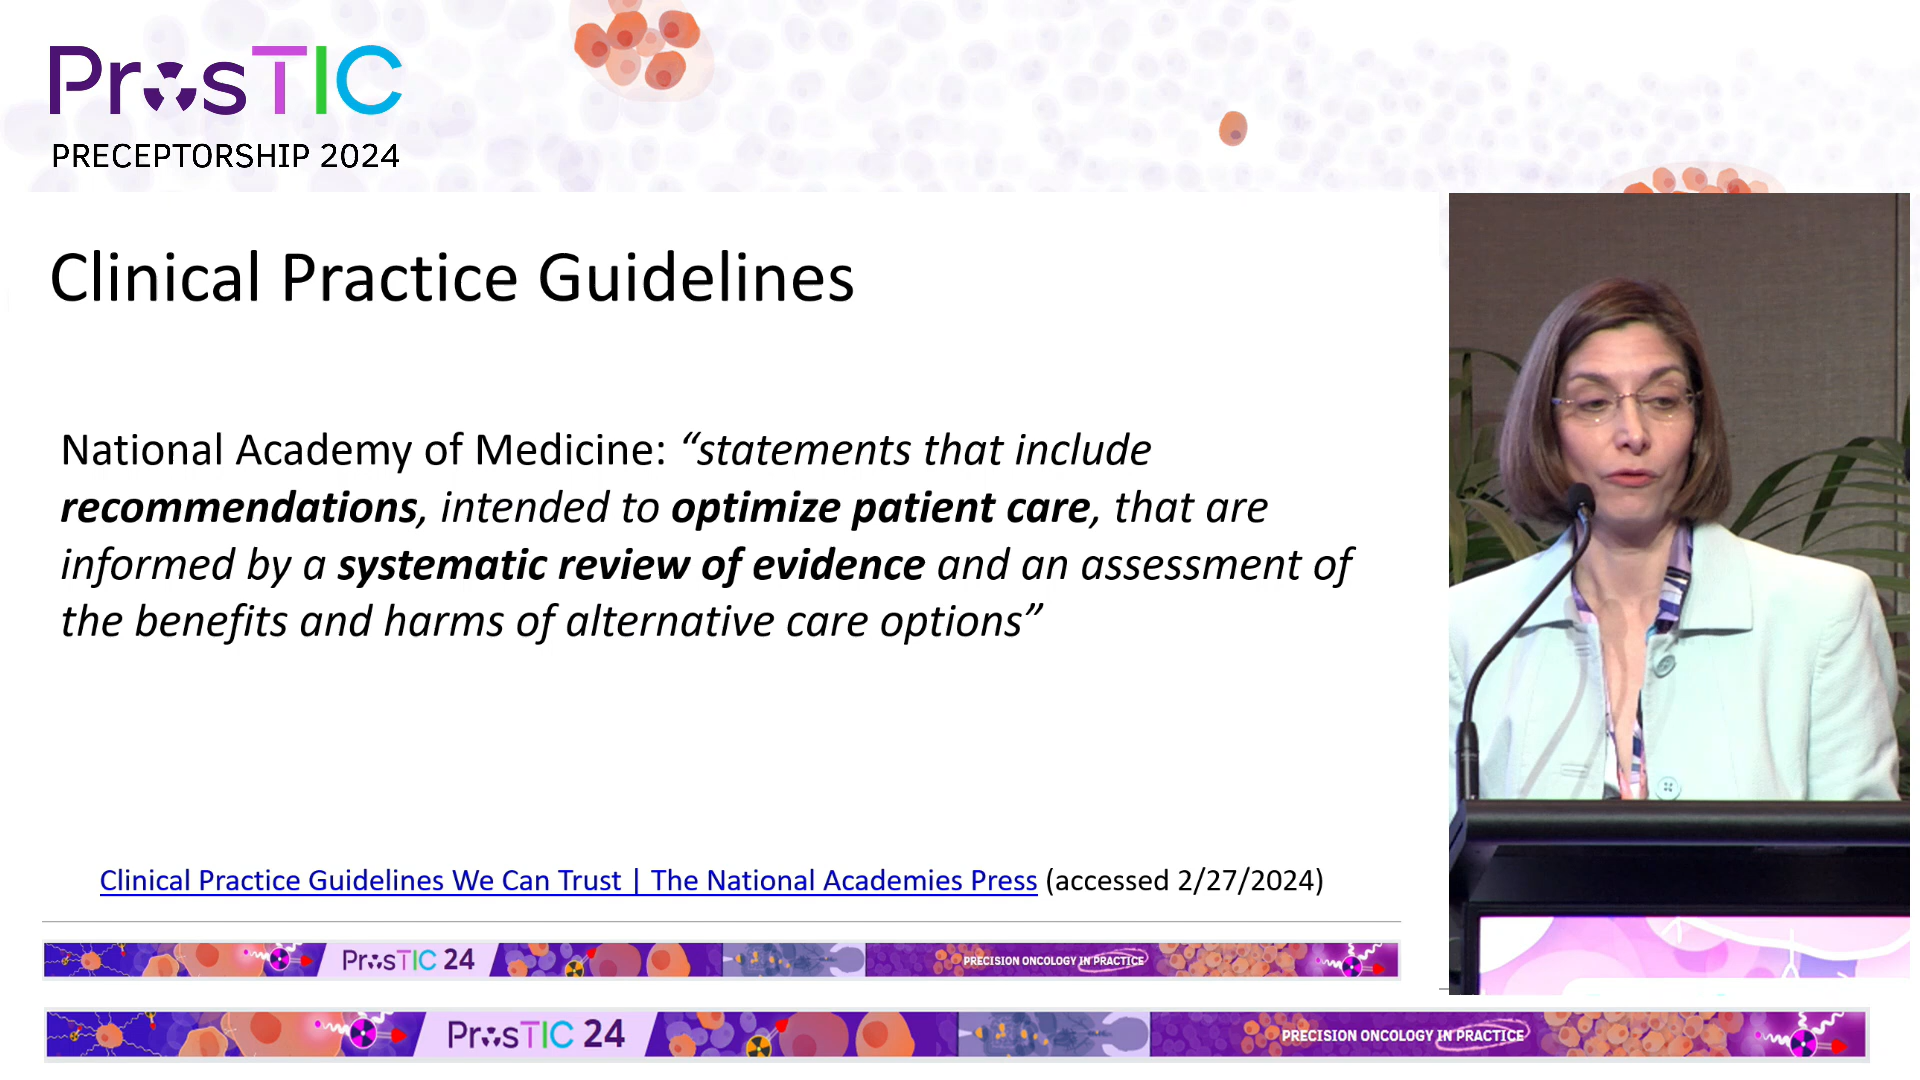 ProsTIC
PRECEPTORSHIP 2024
Clinical Practice Guidelines
National Academy of Medicine: “statements that include
recommendations, intended to optimize patient care, that are
informed by a systematic review of evidence and an assessment of
the benefits and harms of alternative care options”
Clinical Practice Guidelines We Can Trust | The National Academies Press (accessed 2/27/2024)
ProsTIC 24
PRECISION ONCOLOGY IN PRACTICE
ProsTIC 24
PRECISION ONCOLOGY IN PRACTICE